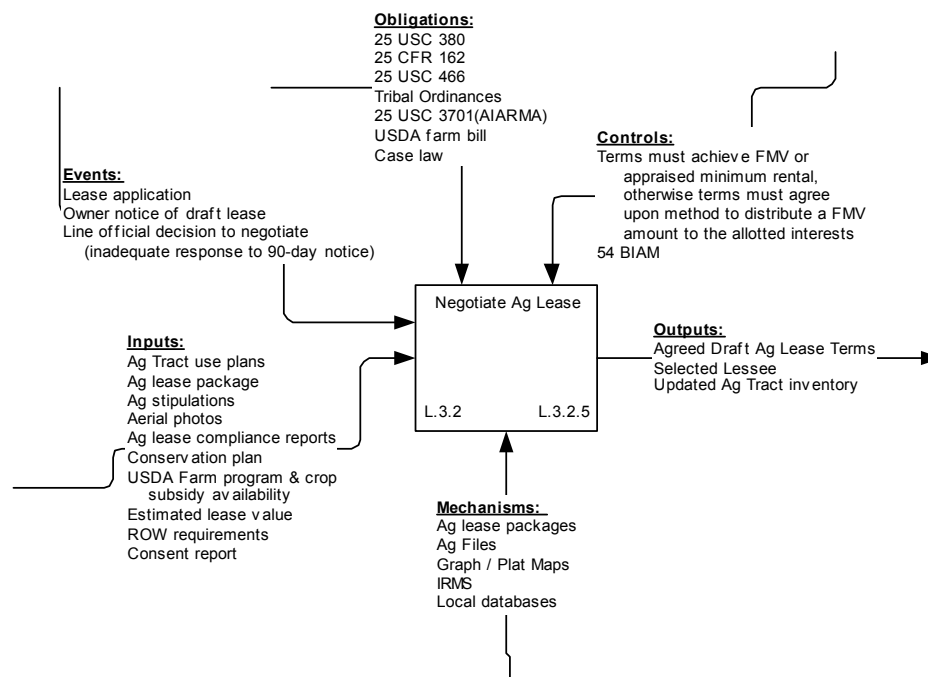 Obligations:
25 USC 380
25 CFR 162
25 USC 466
Tribal Ordinances
25 USC 3701(AIARMA)
USDA farm bill
Case law
Controls:
Terms must achieve FMV or
appraised minimum rental,
otherwise terms must agree
upon method to distribute a FMV
amount to the allotted interests
54 BIAM
Events:
Lease application
Owner notice of draft lease
Line official decision to negotiate
(inadequate response to 90-day notice)
Negotiate Ag Lease
L.3.2 L.3.2.5
Inputs:
Ag Tract use plans
Ag lease package
Ag stipulations
Aerial photos
Ag lease compliance reports
Conservation plan
USDA Farm program & crop
subsidy availability
Estimated lease value
ROW requirements
Consent report
Outputs:
Agreed Draft Ag Lease Terms
Selected Lessee
Updated Ag Tract inventory
Mechanisms:
Ag lease packages
Ag Files
Graph / Plat Maps
IRMS
Local databases